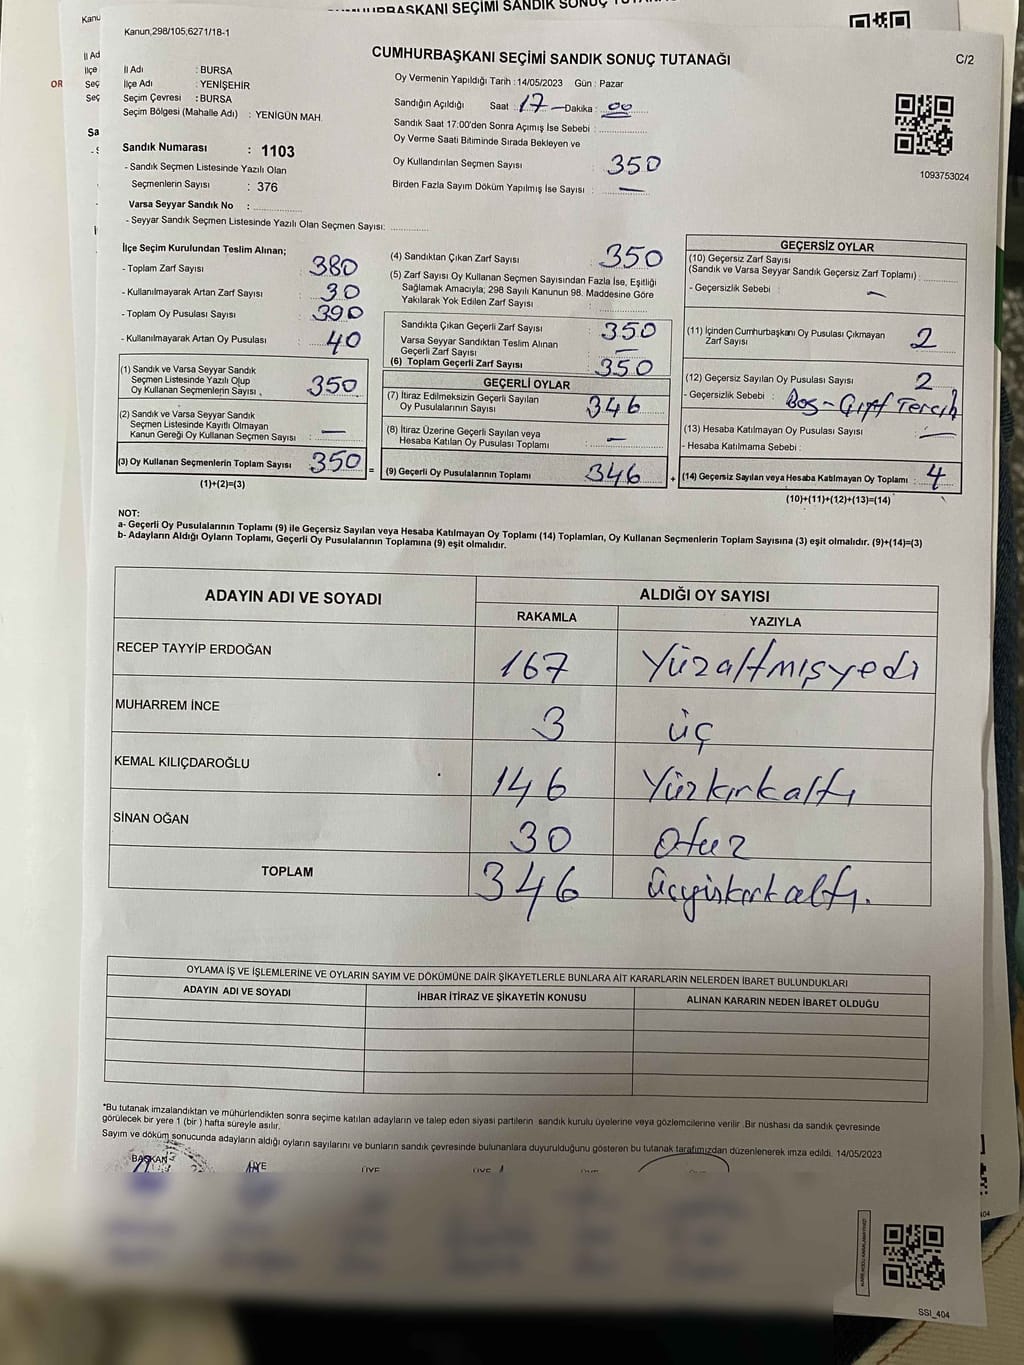 CUMHURBAŞKANI SEÇİMİ SANDIK SONUÇ
Kanun,298/105,6271/18-1
CUMHURBAŞKANI SEÇİMİ SANDIK SONUÇ TUTANAĞI
C/2
İl Adı : BURSA
İlçe Adı : YENİŞEHİR
Seçim Çevresi : BURSA
Seçim Bölgesi (Mahalle Adı) : YENİGÜN MAH.
Oy Vermenin Yapıldığı Tarih : 14/05/2023 Gün : Pazar
Sandığın Açıldığı Saat : 17 Dakika : 00
Sandık Saat 17:00'den Sonra Açımış İse Sebebi :
Oy Verme Saati Bitiminde Sırada Bekleyen ve
Oy Kullandırılan Seçmen Sayısı : 350
Birden Fazla Sayım Döküm Yapılmış İse Sayısı : —
1093753024
Sandık Numarası : 1103
- Sandık Seçmen Listesinde Yazılı Olan
Seçmenlerin Sayısı : 376
Varsa Seyyar Sandık No :
- Seyyar Sandık Seçmen Listesinde Yazılı Olan Seçmen Sayısı:
İlçe Seçim Kurulundan Teslim Alınan;
- Toplam Zarf Sayısı : 380
- Kullanılmayarak Artan Zarf Sayısı : 30
- Toplam Oy Pusulası Sayısı : 390
- Kullanılmayarak Artan Oy Pusulası : 40
(1) Sandık ve Varsa Seyyar Sandık
Seçmen Listesinde Yazılı Olup
Oy Kullanan Seçmenlerin Sayısı : 350
(2) Sandık ve Varsa Seyyar Sandık
Seçmen Listesinde Kayıtlı Olmayan
Kanun Gereği Oy Kullanan Seçmen Sayısı : —
(3) Oy Kullanan Seçmenlerin Toplam Sayısı : 350 =
(1)+(2)=(3)
(4) Sandıktan Çıkan Zarf Sayısı : 350
(5) Zarf Sayısı Oy Kullanan Seçmen Sayısından Fazla İse, Eşitliği
Sağlamak Amacıyla; 298 Sayılı Kanunun 98. Maddesine Göre
Yakılarak Yok Edilen Zarf Sayısı :
Sandıkta Çıkan Geçerli Zarf Sayısı : 350
Varsa Seyyar Sandıktan Teslim Alınan
Geçerli Zarf Sayısı : —
(6) Toplam Geçerli Zarf Sayısı : 350
GEÇERLİ OYLAR
(7) İtiraz Edilmeksizin Geçerli Sayılan
Oy Pusulalarının Sayısı : 346
(8) İtiraz Üzerine Geçerli Sayılan veya
Hesaba Katılan Oy Pusulası Toplamı : —
(9) Geçerli Oy Pusulalarının Toplamı : 346 +
GEÇERSİZ OYLAR
(10) Geçersiz Zarf Sayısı
(Sandık ve Varsa Seyyar Sandık Geçersiz Zarf Toplamı) :
- Geçersizlik Sebebi : —
(11) İçinden Cumhurbaşkanı Oy Pusulası Çıkmayan
Zarf Sayısı : 2
(12) Geçersiz Sayılan Oy Pusulası Sayısı : 2
- Geçersizlik Sebebi : Boş - Çift Tercih
(13) Hesaba Katılmayan Oy Pusulası Sayısı : —
- Hesaba Katılmama Sebebi :
(14) Geçersiz Sayılan veya Hesaba Katılmayan Oy Toplamı : 4
(10)+(11)+(12)+(13)=(14)
NOT:
a- Geçerli Oy Pusulalarının Toplamı (9) ile Geçersiz Sayılan veya Hesaba Katılmayan Oy Toplamı (14) Toplamları, Oy Kullanan Seçmenlerin Toplam Sayısına (3) eşit olmalıdır. (9)+(14)=(3)
b- Adayların Aldığı Oyların Toplamı, Geçerli Oy Pusulalarının Toplamına (9) eşit olmalıdır.
ADAYIN ADI VE SOYADI ALDIĞI OY SAYISI
RAKAMLA YAZIYLA
RECEP TAYYİP ERDOĞAN 167 Yüzaltmışyedi
MUHARREM İNCE 3 üç
KEMAL KILIÇDAROĞLU 146 Yüzkırkaltı
SİNAN OĞAN 30 Otuz
TOPLAM 346 üçyüzkırkaltı.
OYLAMA İŞ VE İŞLEMLERİNE VE OYLARIN SAYIM VE DÖKÜMÜNE DAİR ŞİKAYETLERLE BUNLARA AİT KARARLARIN NELERDEN İBARET BULUNDUKLARI
ADAYIN ADI VE SOYADI İHBAR İTİRAZ VE ŞİKAYETİN KONUSU ALINAN KARARIN NEDEN İBARET OLDUĞU
*Bu tutanak imzalandıktan ve mühürlendikten sonra seçime katılan adayların ve talep eden siyasi partilerin sandık kurulu üyelerine veya gözlemcilerine verilir .Bir nüshası da sandık çevresinde
görülecek bir yere 1 (bir ) hafta süreyle asılır.
Sayım ve döküm sonucunda adayların aldığı oyların sayılarını ve bunların sandık çevresinde bulunanlara duyurulduğunu gösteren bu tutanak tarafımızdan düzenlenerek imza edildi. 14/05/2023
BAŞKAN ÜYE ÜYE ÜYE
SSI_404